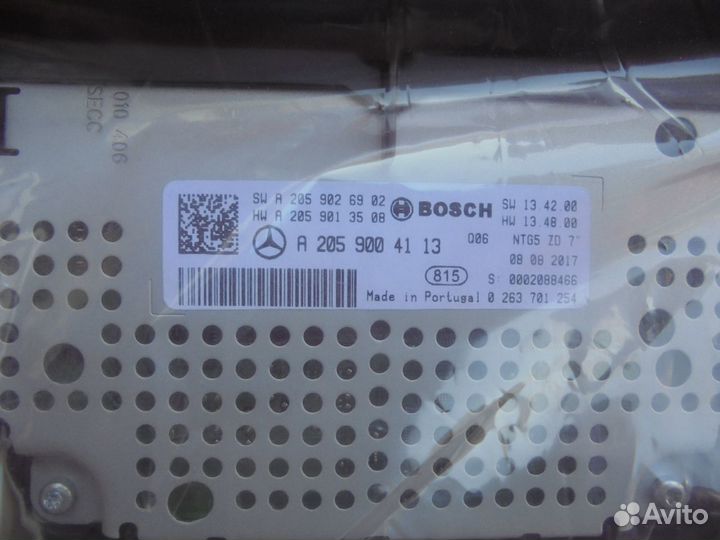 010 406
SECC
SW A 205 902 69 02
HW A 205 901 35 08
BOSCH
SW 13.42.00
HW 13.48.00
A 205 900 41 13
Q06
NTG5 ZD 7"
08 08 2017
815
S: 0002088466
Made in Portugal 0 263 701 254
Avito